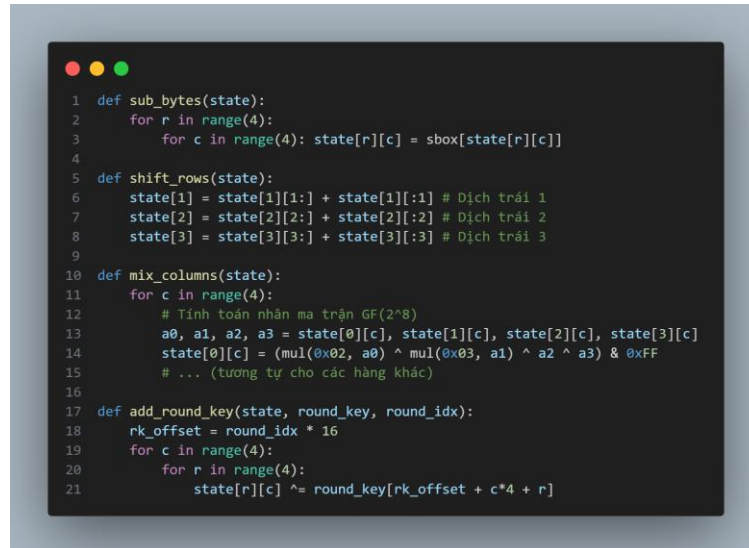 1 def sub_bytes(state):
2     for r in range(4):
3         for c in range(4): state[r][c] = sbox[state[r][c]]
4
5 def shift_rows(state):
6     state[1] = state[1][1:] + state[1][:1] # Dịch trái 1
7     state[2] = state[2][2:] + state[2][:2] # Dịch trái 2
8     state[3] = state[3][3:] + state[3][:3] # Dịch trái 3
9
10 def mix_columns(state):
11     for c in range(4):
12         # Tính toán nhân ma trận GF(2^8)
13         a0, a1, a2, a3 = state[0][c], state[1][c], state[2][c], state[3][c]
14         state[0][c] = (mul(0x02, a0) ^ mul(0x03, a1) ^ a2 ^ a3) & 0xFF
15         # ... (tương tự cho các hàng khác)
16
17 def add_round_key(state, round_key, round_idx):
18     rk_offset = round_idx * 16
19     for c in range(4):
20         for r in range(4):
21             state[r][c] ^= round_key[rk_offset + c*4 + r]